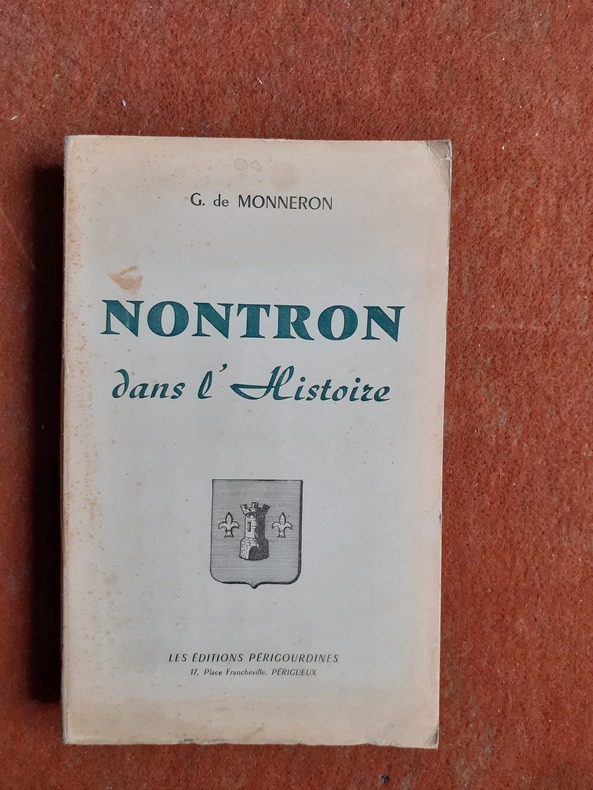 G. de MONNERON
NONTRON
dans l'Histoire
LES ÉDITIONS PÉRIGOURDINES
17, Place Francheville, PÉRIGUEUX